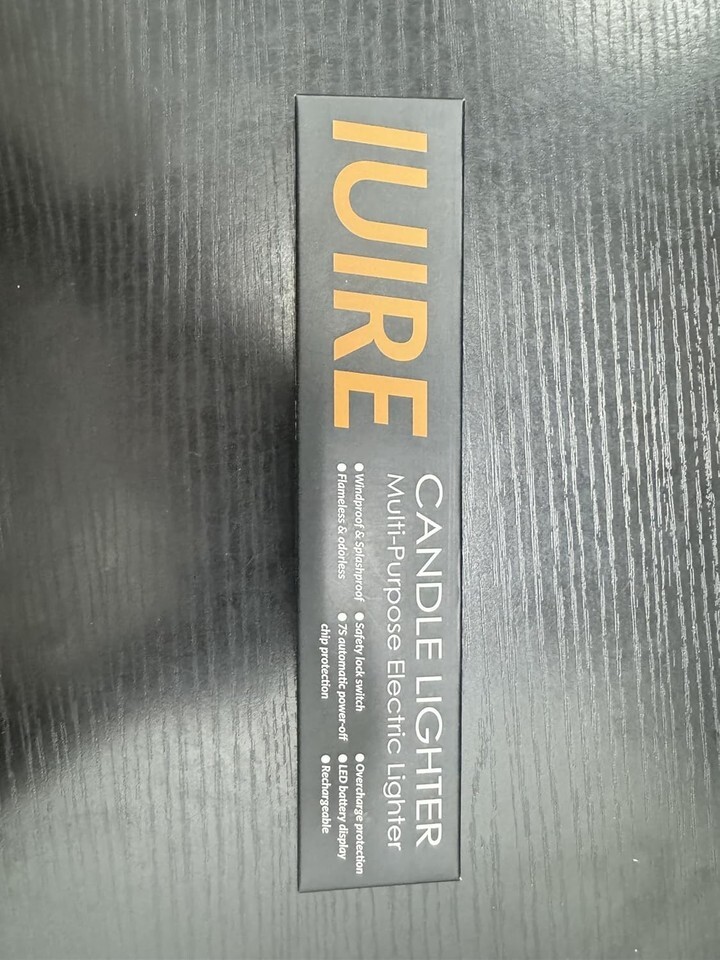 IUIRE
CANDLE LIGHTER
Multi-Purpose Electric Lighter
● Windproof & Splashproof
● Flameless & odorless
● Safety lock switch
● 7S automatic power-off
chip protection
● Overcharge protection
● LED battery display
● Rechargeable